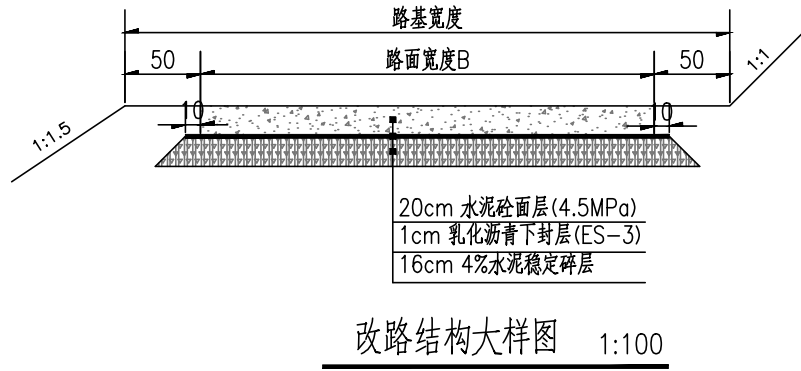 路基宽度
50 路面宽度B 50
1:1
10 10
1:1.5
20cm 水泥砼面层(4.5MPa)
1cm 乳化沥青下封层(ES-3)
16cm 4%水泥稳定碎层
改路结构大样图 1:100